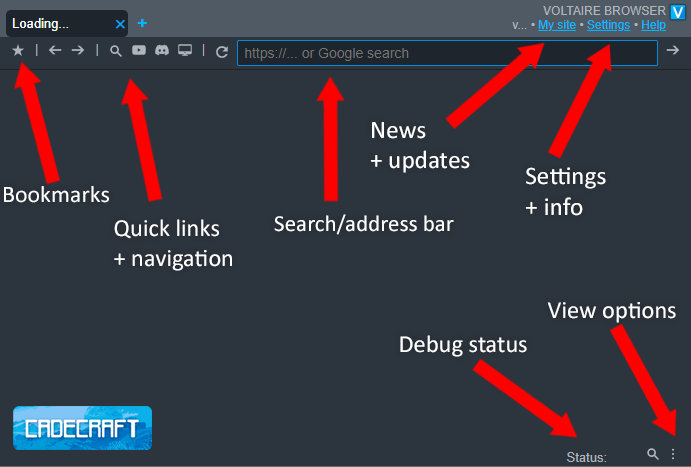 VOLTAIRE BROWSER
Loading...
v... • My site • Settings • Help
https://... or Google search
News
+ updates
Settings
+ info
Bookmarks
Quick links
+ navigation
Search/address bar
View options
Debug status
CADECRAFT
Status: